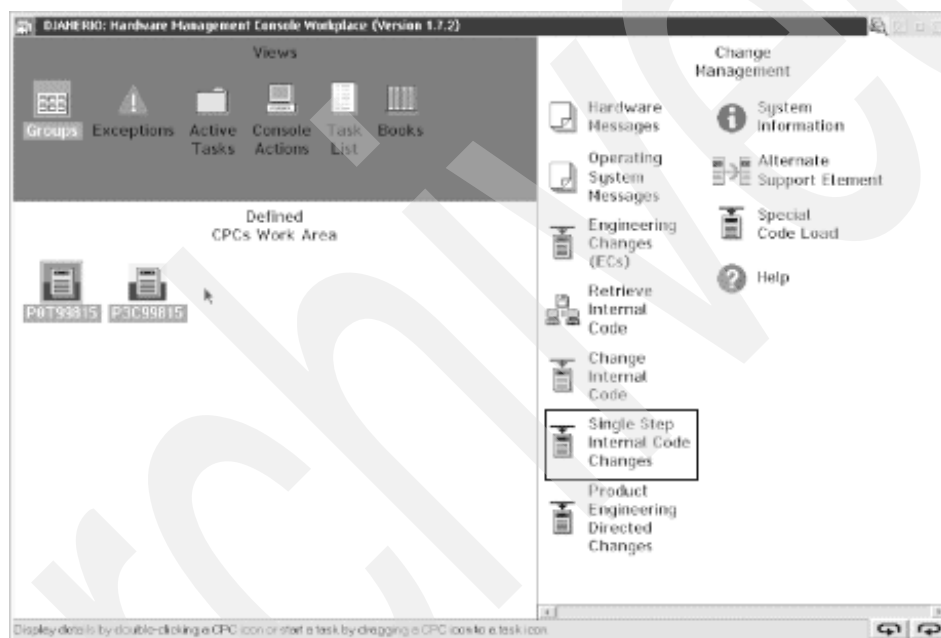 DJAHERIO: Hardware Management Console Workplace (Version 1.7.2)
Views
Groups
Exceptions
Active
Tasks
Console
Actions
Task
List
Books
Defined
CPCs Work Area
P0T99815
P3C99815
Change
Management
Hardware
Messages
Operating
System
Messages
Engineering
Changes
(ECs)
Retrieve
Internal
Code
Change
Internal
Code
Single Step
Internal Code
Changes
Product
Engineering
Directed
Changes
System
Information
Alternate
Support Element
Special
Code Load
Help
Display details by double-clicking a CPC icon or start a task by dragging a CPC icon to a task icon